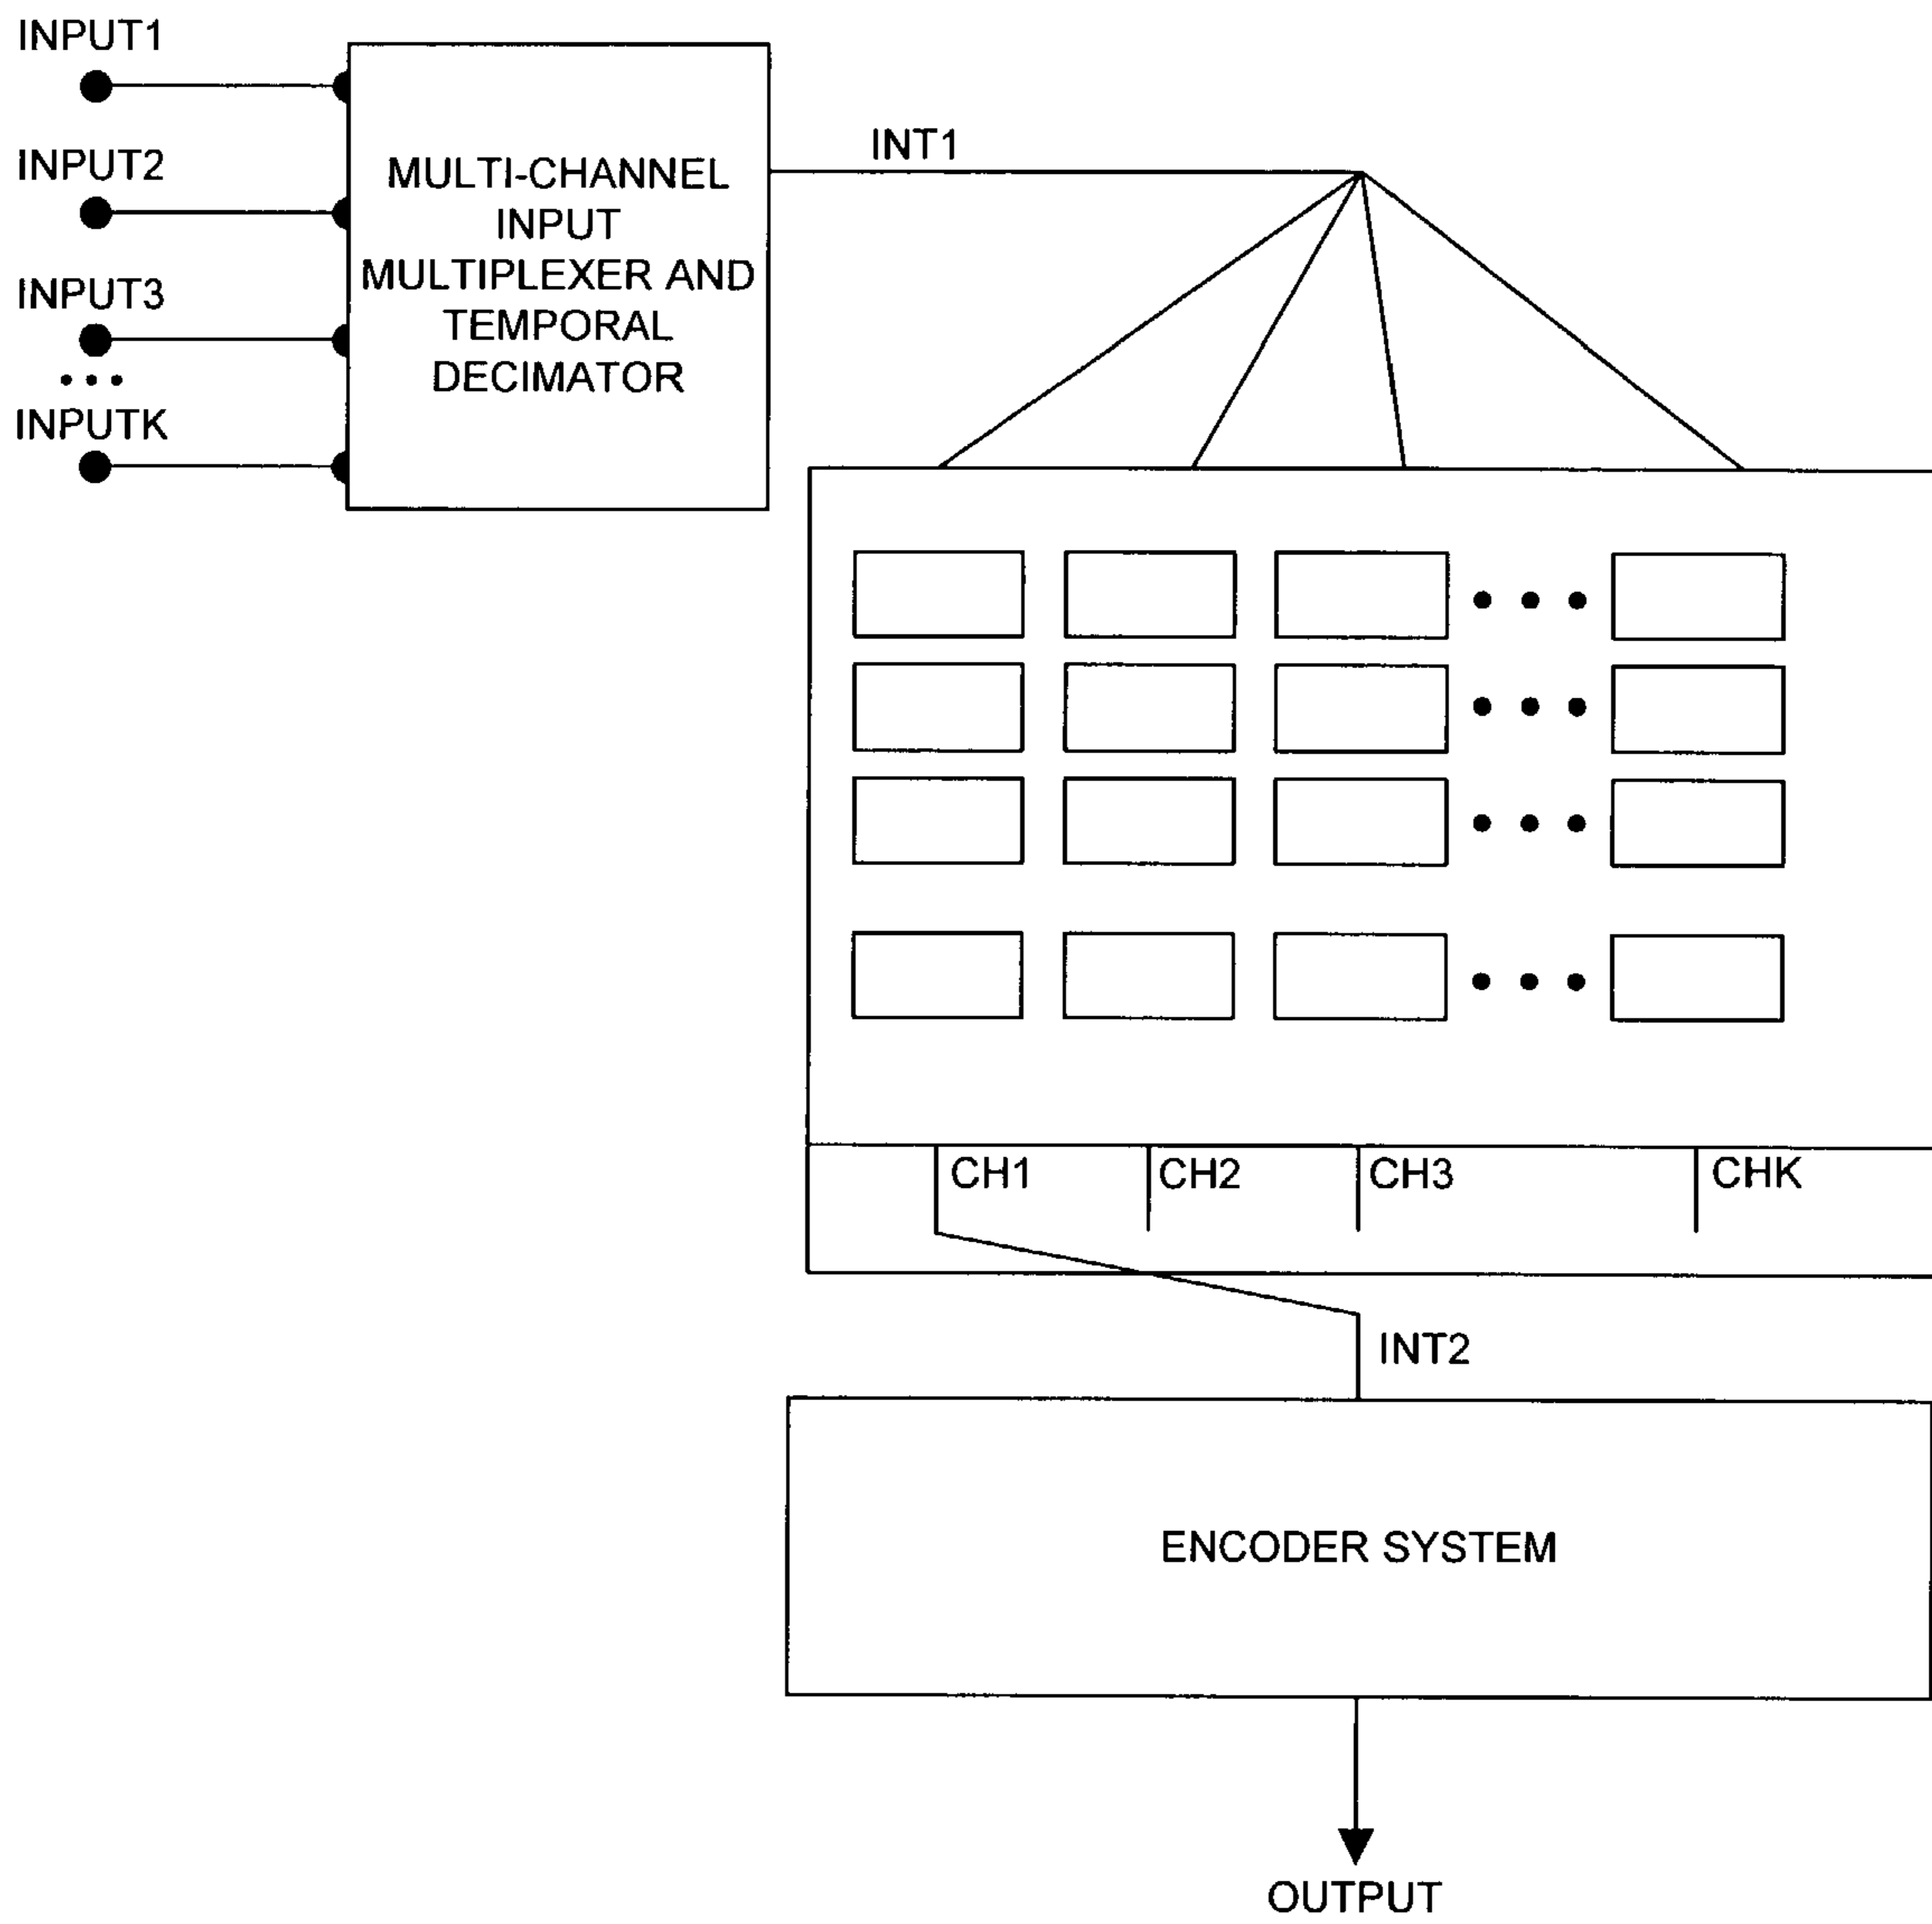 INPUT1
INPUT2
INPUT3
• • •
INPUTK
MULTI-CHANNEL
INPUT
MULTIPLEXER AND
TEMPORAL
DECIMATOR
INT1
CH1
CH2
CH3
CHK
INT2
ENCODER SYSTEM
OUTPUT